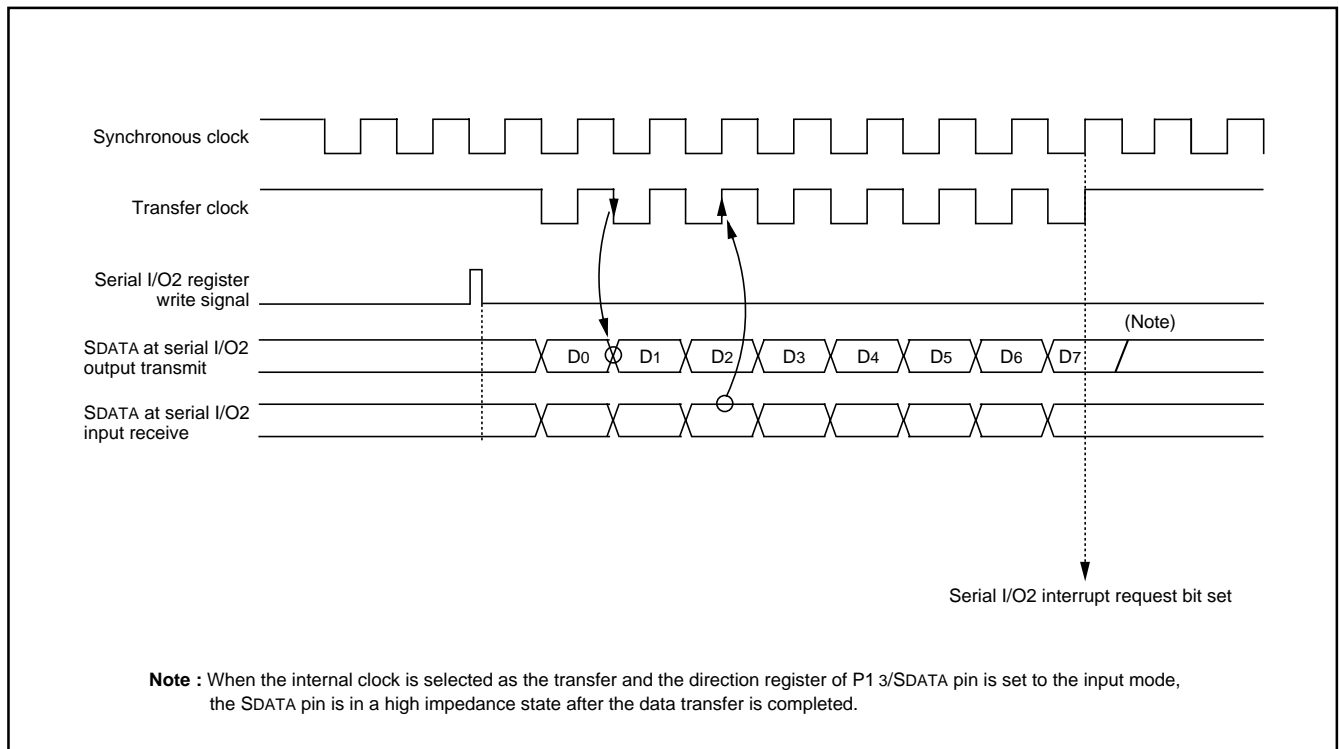 Synchronous clock
Transfer clock
Serial I/O2 register
write signal
(Note)
SDATA at serial I/O2
output transmit
D0 D1 D2 D3 D4 D5 D6 D7
SDATA at serial I/O2
input receive
Serial I/O2 interrupt request bit set
Note : When the internal clock is selected as the transfer and the direction register of P1 3/SDATA pin is set to the input mode,
the SDATA pin is in a high impedance state after the data transfer is completed.